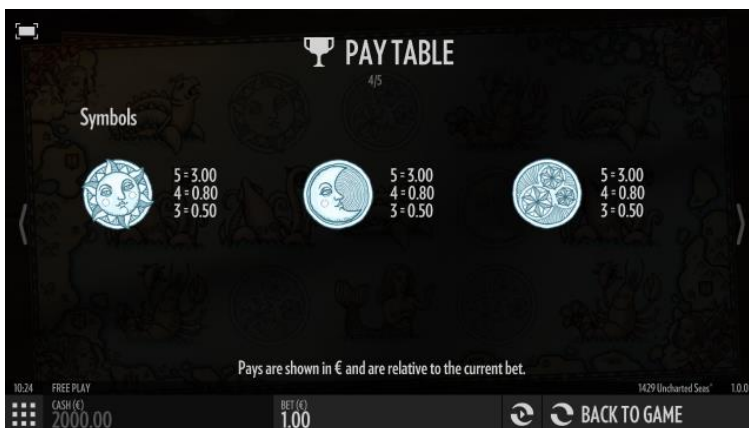 PAY TABLE
4/5
Symbols
5 = 3.00
4 = 0.80
3 = 0.50
5 = 3.00
4 = 0.80
3 = 0.50
5 = 3.00
4 = 0.80
3 = 0.50
Pays are shown in € and are relative to the current bet.
10:24 FREE PLAY 1429 Uncharted Seas" 1.0.0
CASH (€) BET (€)
2000.00 1.00 BACK TO GAME